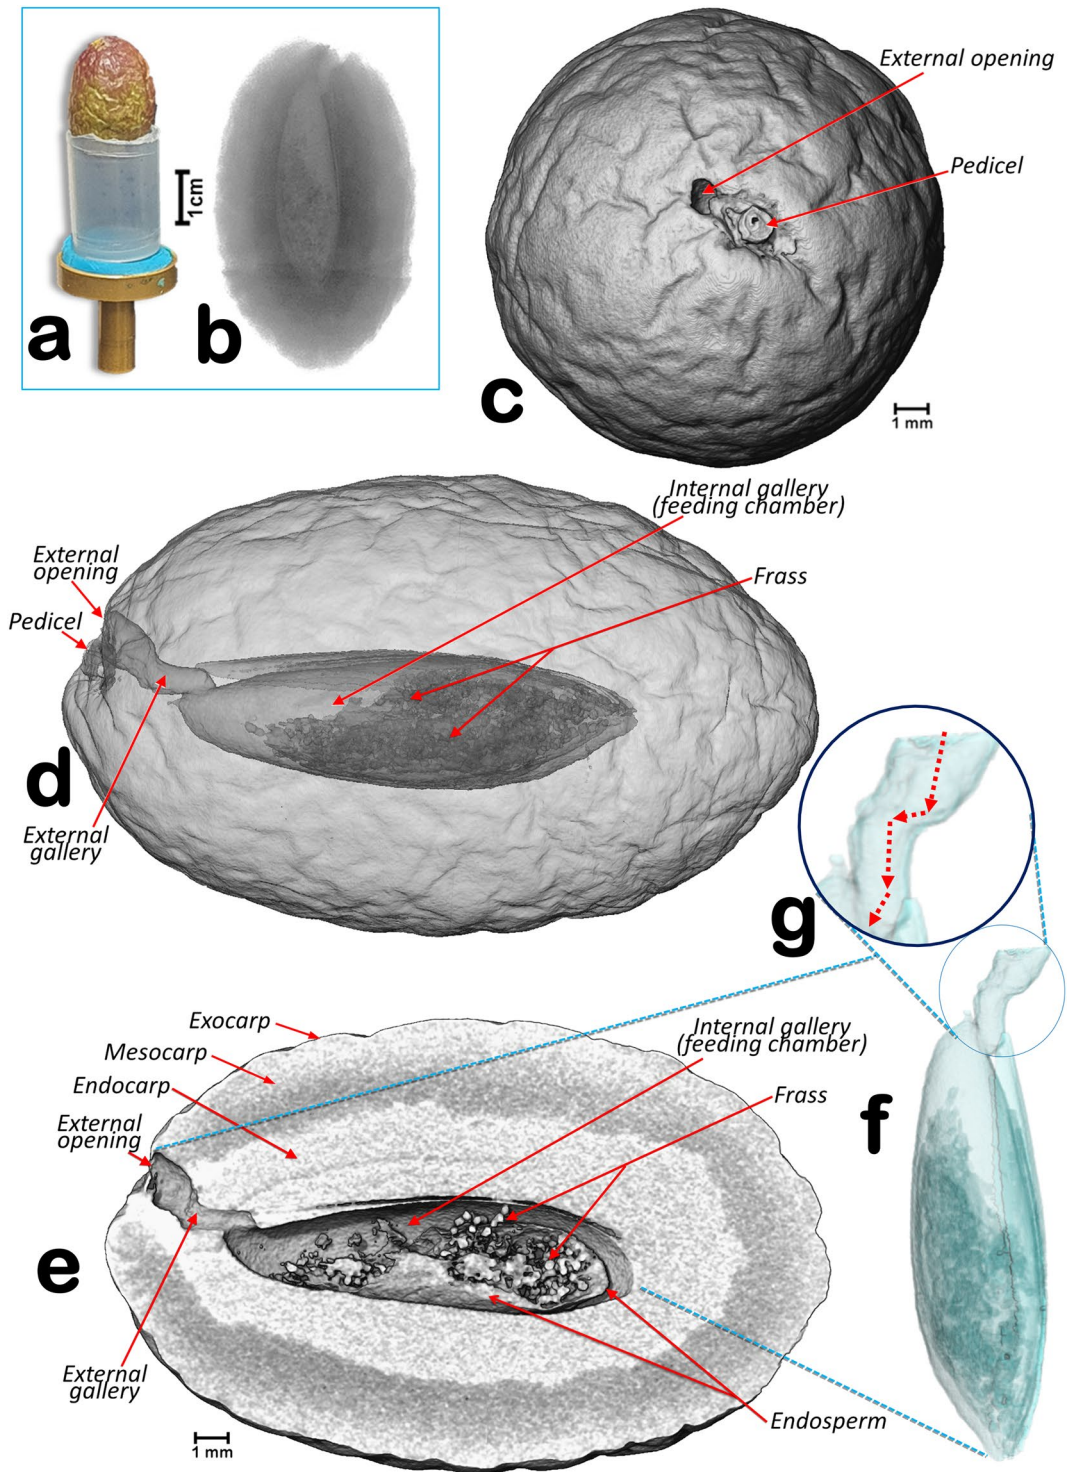 a
1cm
b
External opening
Pedicel
c
1 mm
Internal gallery
(feeding chamber)
External
opening
Frass
Pedicel
d
External
gallery
g
Exocarp
Internal gallery
(feeding chamber)
Mesocarp
Endocarp
Frass
External
opening
f
e
External
gallery
Endosperm
1 mm